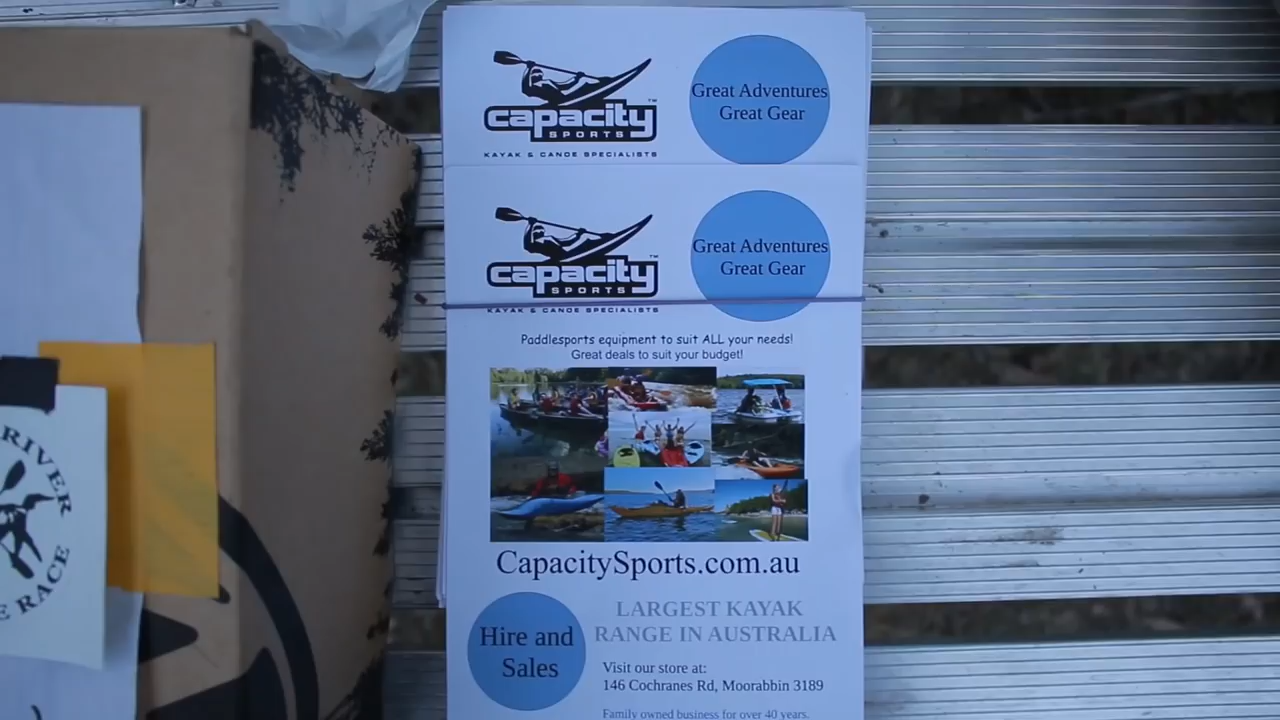 capacity™
SPORTS
KAYAK & CANOE SPECIALISTS
Great Adventures
Great Gear
capacity™
SPORTS
KAYAK & CANOE SPECIALISTS
Great Adventures
Great Gear
Paddlesports equipment to suit ALL your needs!
Great deals to suit your budget!
CapacitySports.com.au
Hire and
Sales
LARGEST KAYAK
RANGE IN AUSTRALIA
Visit our store at:
146 Cochranes Rd, Moorabbin 3189
Family owned business for over 40 years.
RIVER
RACE